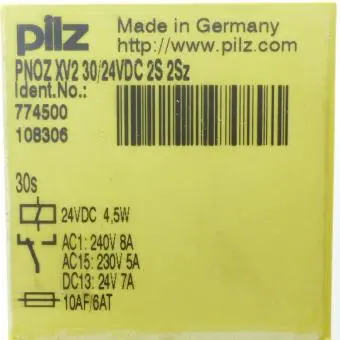 pilz
Made in Germany
http://www.pilz.com
PNOZ XV2 30/24VDC 2S 2Sz
Ident.No.:
774500
108306
30s
24VDC 4,5W
AC1: 240V 8A
AC15: 230V 5A
DC13: 24V 7A
10AF/6AT